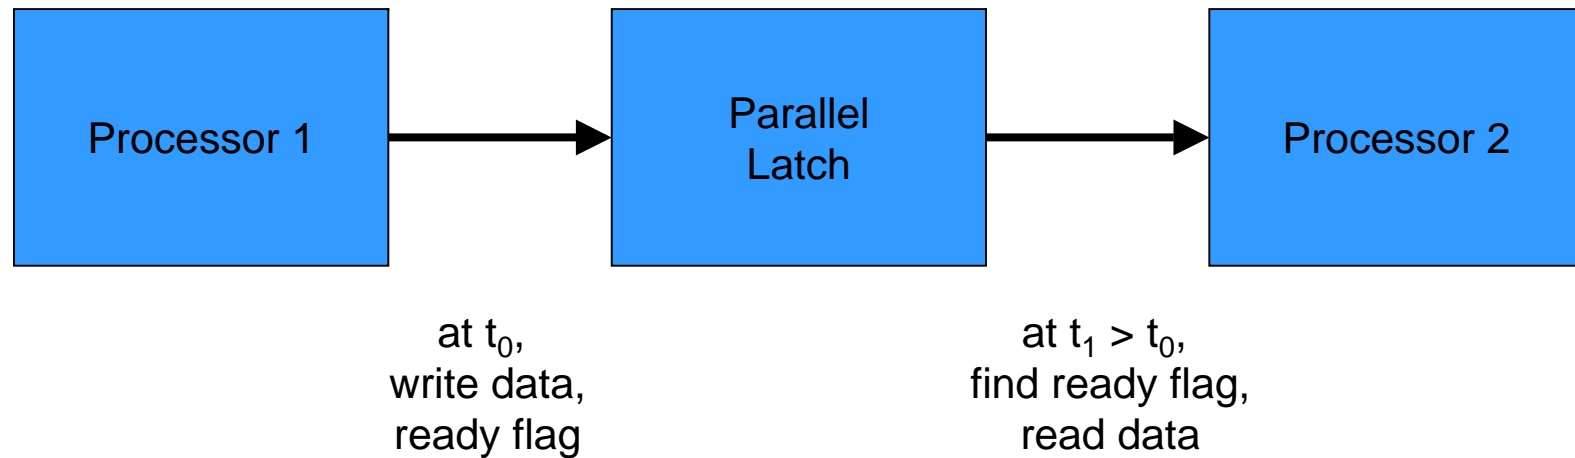 Processor 1
Parallel
Latch
Processor 2
at t₀,
write data,
ready flag
at t₁ > t₀,
find ready flag,
read data